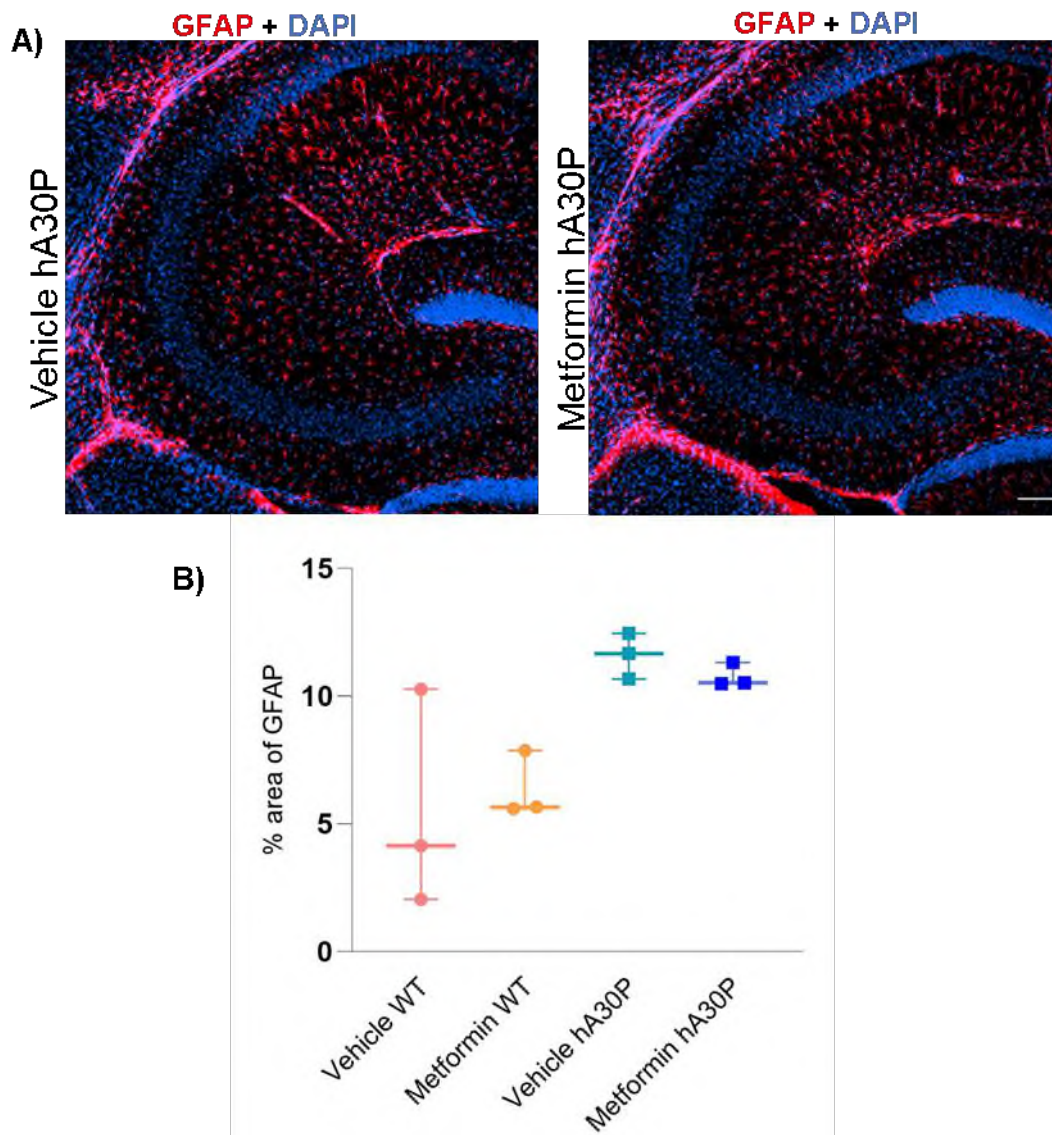 A)
GFAP + DAPI
GFAP + DAPI
Vehicle hA30P
Metformin hA30P
B)
% area of GFAP
15
10
5
0
Vehicle WT
Metformin WT
Vehicle hA30P
Metformin hA30P